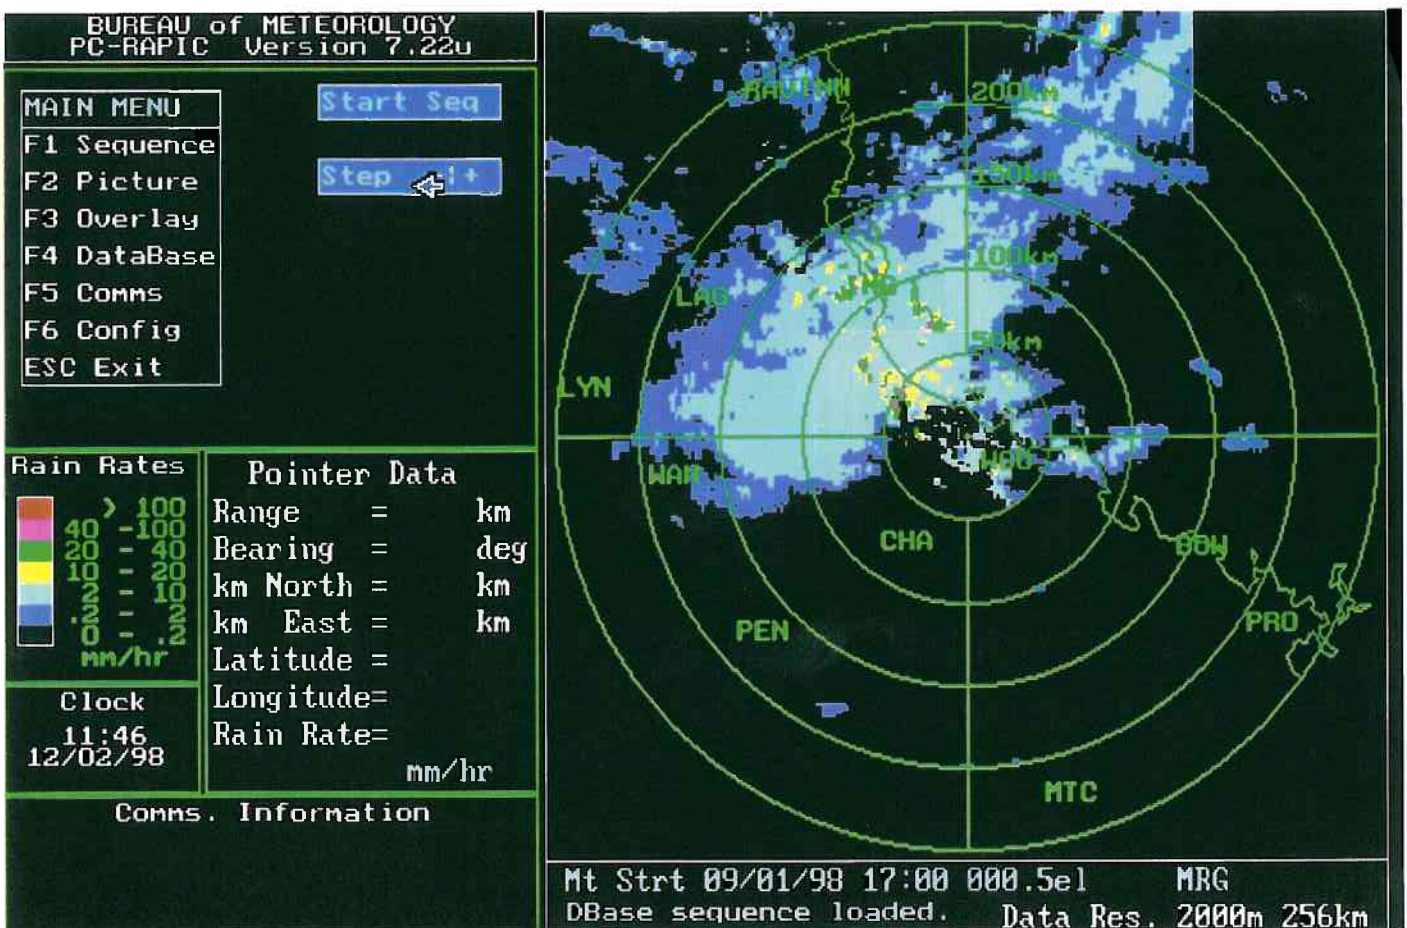 BUREAU of METEOROLOGY
PC-RAPIC Version 7.22u
MAIN MENU
F1 Sequence
F2 Picture
F3 Overlay
F4 DataBase
F5 Comms
F6 Config
ESC Exit
Start Seq
Step -¦+
Rain Rates
> 100
40 -100
20 - 40
10 - 20
2 - 10
.2 - 2
0 - .2
mm/hr
Clock
11:46
12/02/98
Pointer Data
Range = km
Bearing = deg
km North = km
km East = km
Latitude =
Longitude=
Rain Rate=
mm/hr
Comms. Information
200km
150km
100km
50km
LAG
LYN
WAM
CHA
BOW
PEN
PRO
MTC
Mt Strt 09/01/98 17:00 000.5el MRG
DBase sequence loaded. Data Res. 2000m 256km